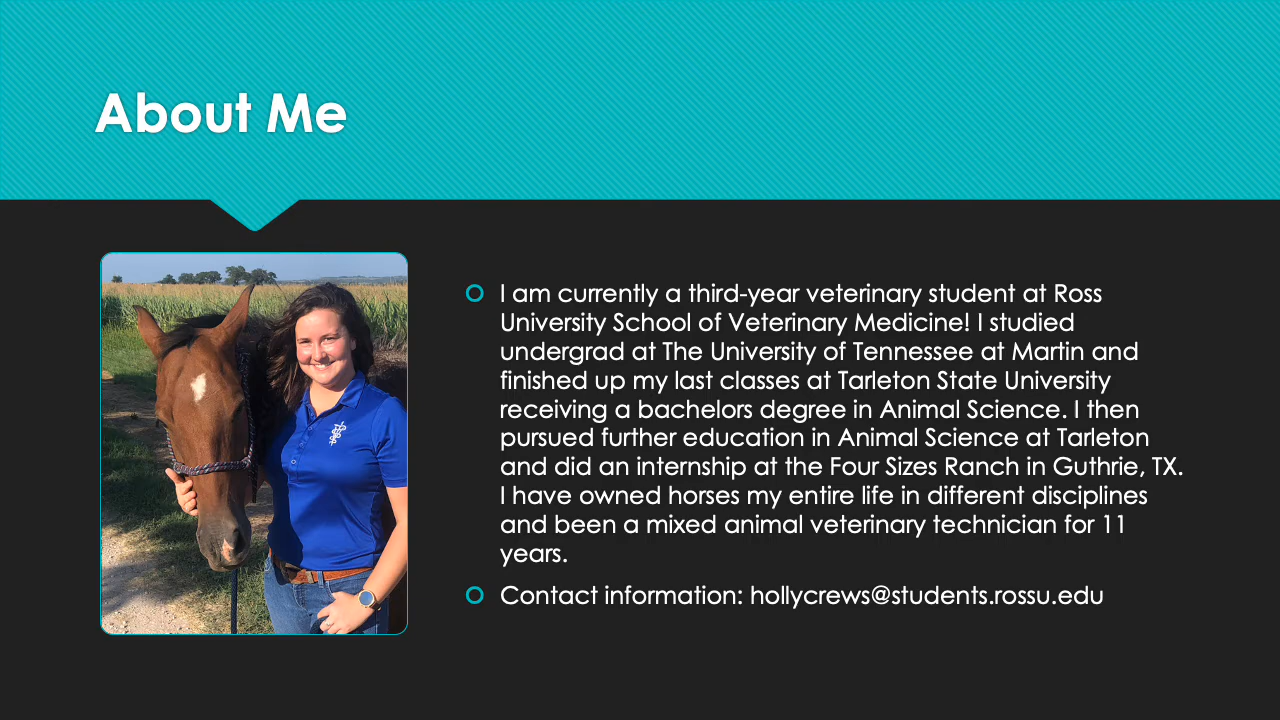 About Me
I am currently a third-year veterinary student at Ross
University School of Veterinary Medicine! I studied
undergrad at The University of Tennessee at Martin and
finished up my last classes at Tarleton State University
receiving a bachelors degree in Animal Science. I then
pursued further education in Animal Science at Tarleton
and did an internship at the Four Sizes Ranch in Guthrie, TX.
I have owned horses my entire life in different disciplines
and been a mixed animal veterinary technician for 11
years.
Contact information: hollycrews@students.rossu.edu